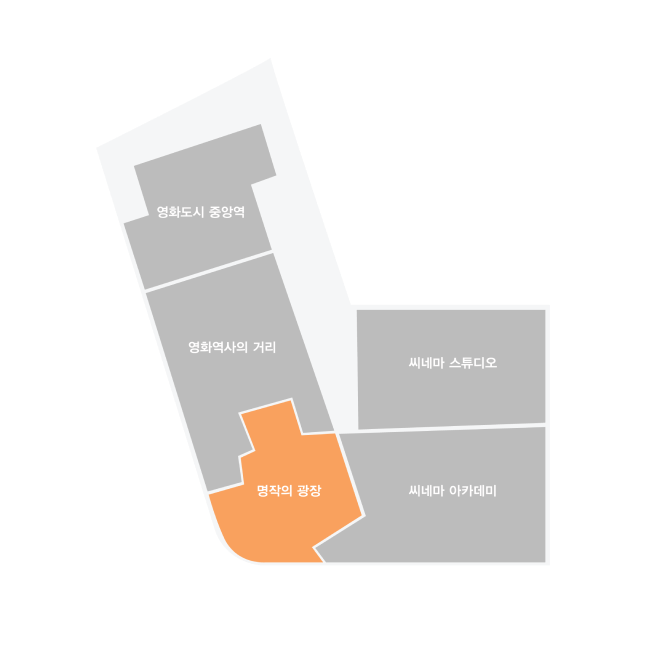 영화도시 중앙역
영화역사의 거리
씨네마 스튜디오
명작의 광장
씨네마 아카데미